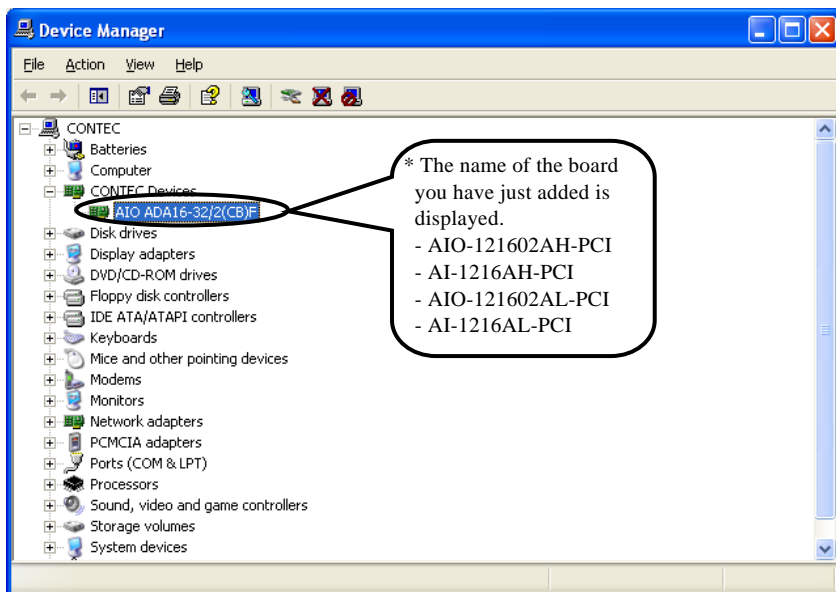 Device Manager
File Action View Help
CONTEC
Batteries
Computer
CONTEC Devices
AIO ADA16-32/2(CB)F
Disk drives
Display adapters
DVD/CD-ROM drives
Floppy disk controllers
IDE ATA/ATAPI controllers
Keyboards
Mice and other pointing devices
Modems
Monitors
Network adapters
PCMCIA adapters
Ports (COM & LPT)
Processors
Sound, video and game controllers
Storage volumes
System devices
* The name of the board
you have just added is
displayed.
- AIO-121602AH-PCI
- AI-1216AH-PCI
- AIO-121602AL-PCI
- AI-1216AL-PCI